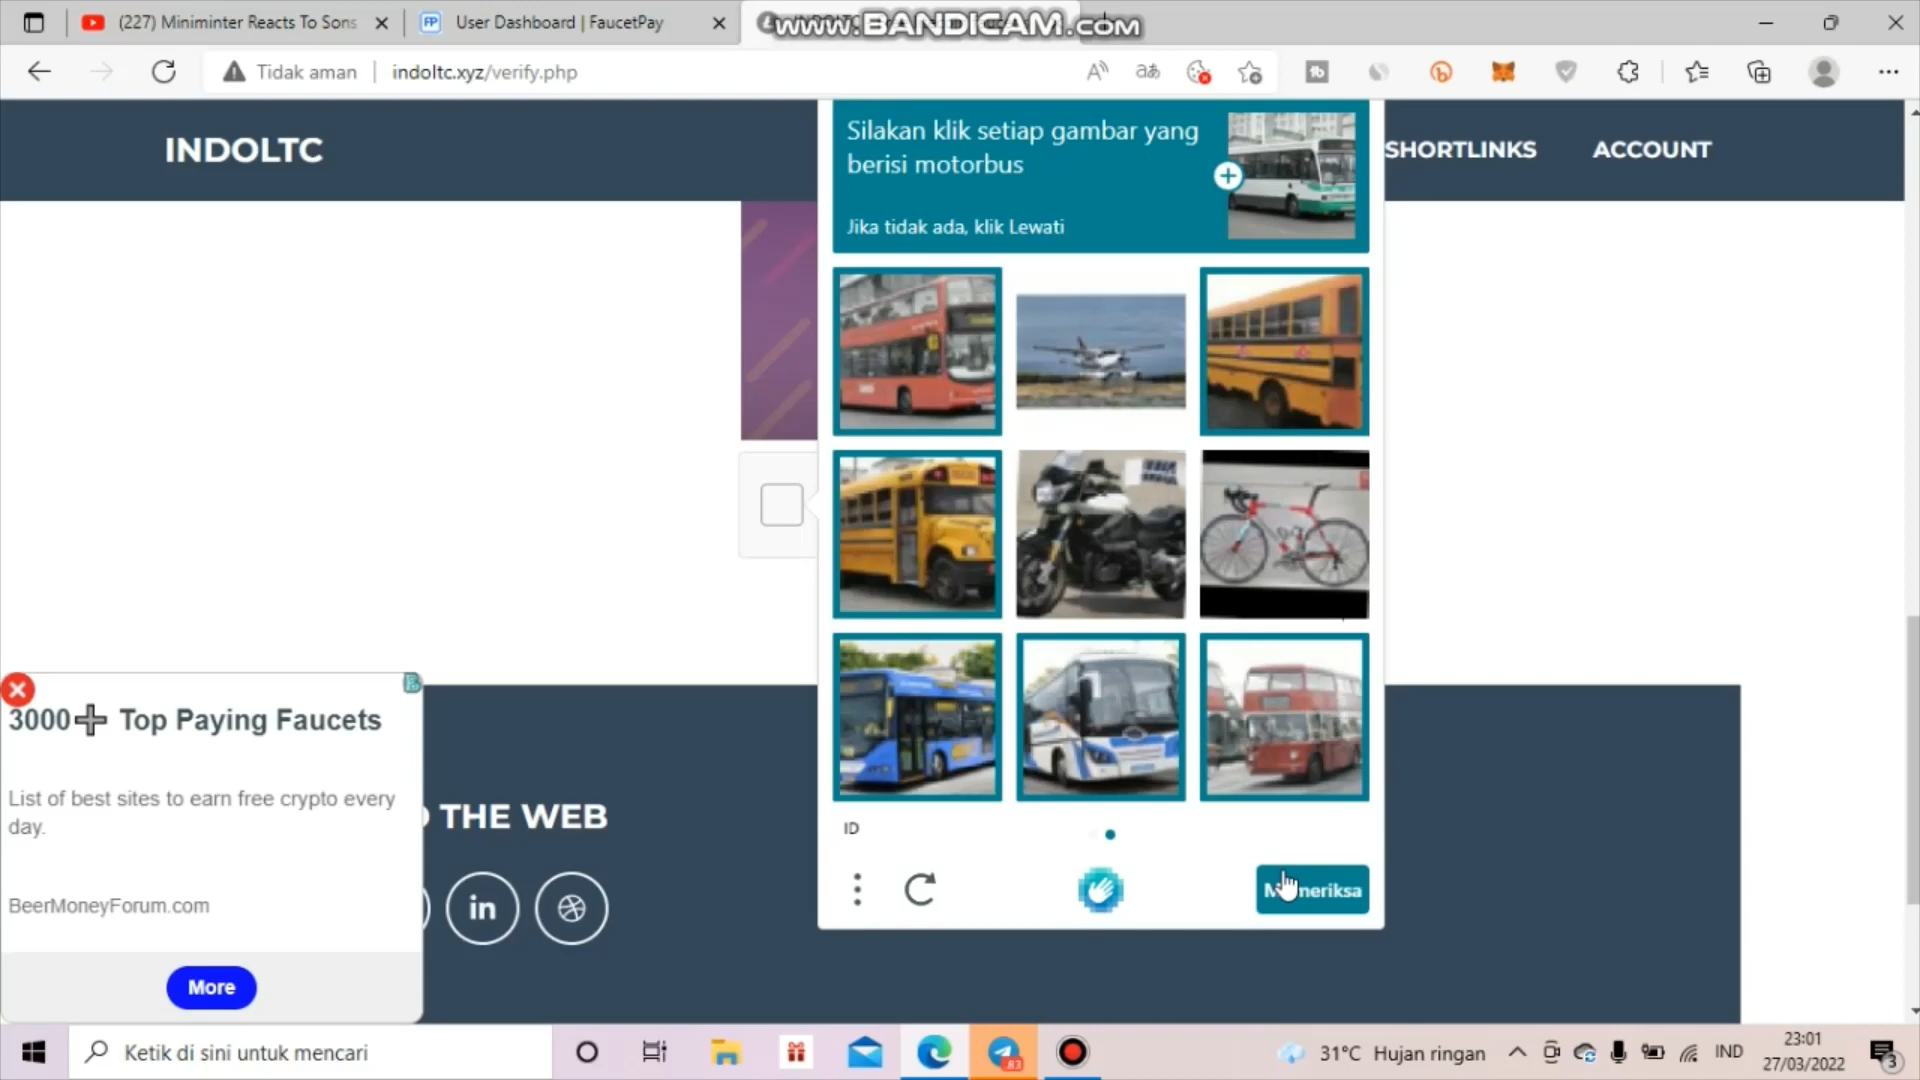 (227) Miniminter Reacts To Sons
User Dashboard | FaucetPay
www.BANDICAM.com
Tidak aman
indoltc.xyz/verify.php
INDOLTC
SHORTLINKS
ACCOUNT
Silakan klik setiap gambar yang
berisi motorbus
Jika tidak ada, klik Lewati
ID
3000➕ Top Paying Faucets
List of best sites to earn free crypto every
day.
BeerMoneyForum.com
More
THE WEB
in
Ketik di sini untuk mencari
83
31°C Hujan ringan
IND
23:01
27/03/2022
3